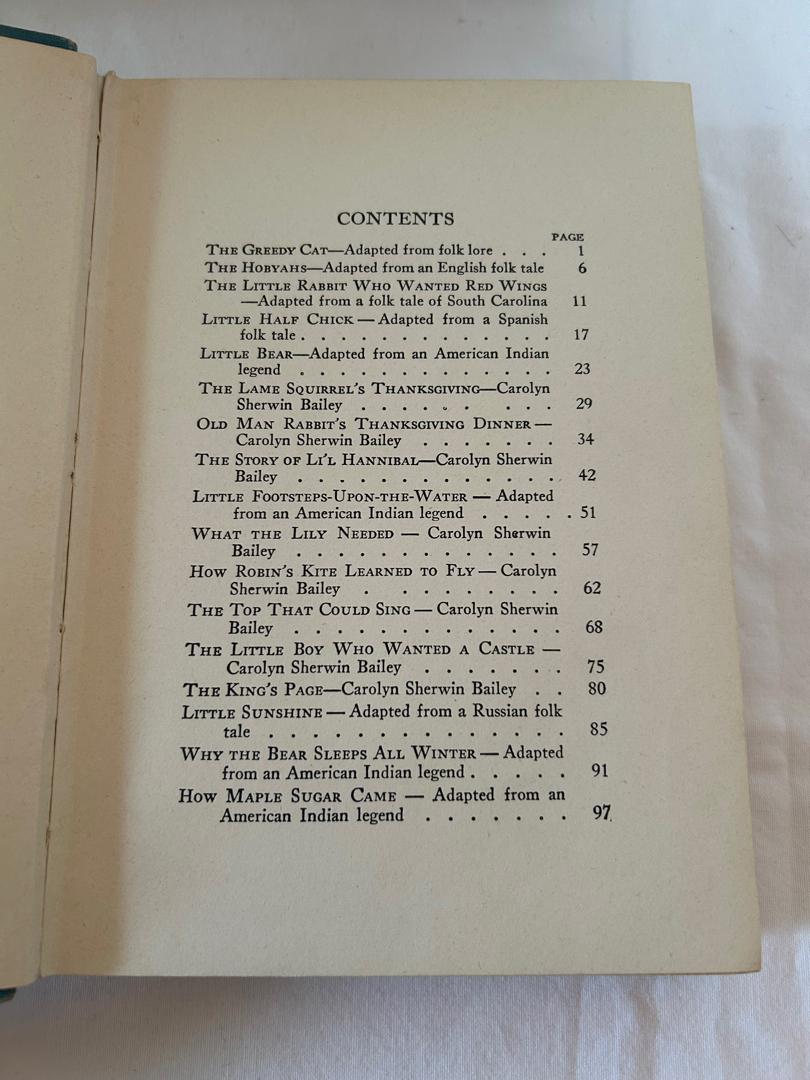 CONTENTS
PAGE
THE GREEDY CAT—Adapted from folk lore . . . 1
THE HOBYAHS—Adapted from an English folk tale 6
THE LITTLE RABBIT WHO WANTED RED WINGS
—Adapted from a folk tale of South Carolina 11
LITTLE HALF CHICK — Adapted from a Spanish
folk tale . . . . . . . . . . . . . 17
LITTLE BEAR—Adapted from an American Indian
legend . . . . . . . . . . . . . 23
THE LAME SQUIRREL'S THANKSGIVING—Carolyn
Sherwin Bailey . . . . . . . . . 29
OLD MAN RABBIT'S THANKSGIVING DINNER —
Carolyn Sherwin Bailey . . . . . . . 34
THE STORY OF LI'L HANNIBAL—Carolyn Sherwin
Bailey . . . . . . . . . . . . . 42
LITTLE FOOTSTEPS-UPON-THE-WATER — Adapted
from an American Indian legend . . . . . 51
WHAT THE LILY NEEDED — Carolyn Sherwin
Bailey . . . . . . . . . . . . . 57
HOW ROBIN'S KITE LEARNED TO FLY — Carolyn
Sherwin Bailey . . . . . . . . . 62
THE TOP THAT COULD SING — Carolyn Sherwin
Bailey . . . . . . . . . . . . . 68
THE LITTLE BOY WHO WANTED A CASTLE —
Carolyn Sherwin Bailey . . . . . . . 75
THE KING'S PAGE—Carolyn Sherwin Bailey . . 80
LITTLE SUNSHINE — Adapted from a Russian folk
tale . . . . . . . . . . . . . . 85
WHY THE BEAR SLEEPS ALL WINTER — Adapted
from an American Indian legend . . . . . 91
HOW MAPLE SUGAR CAME — Adapted from an
American Indian legend . . . . . . . 97